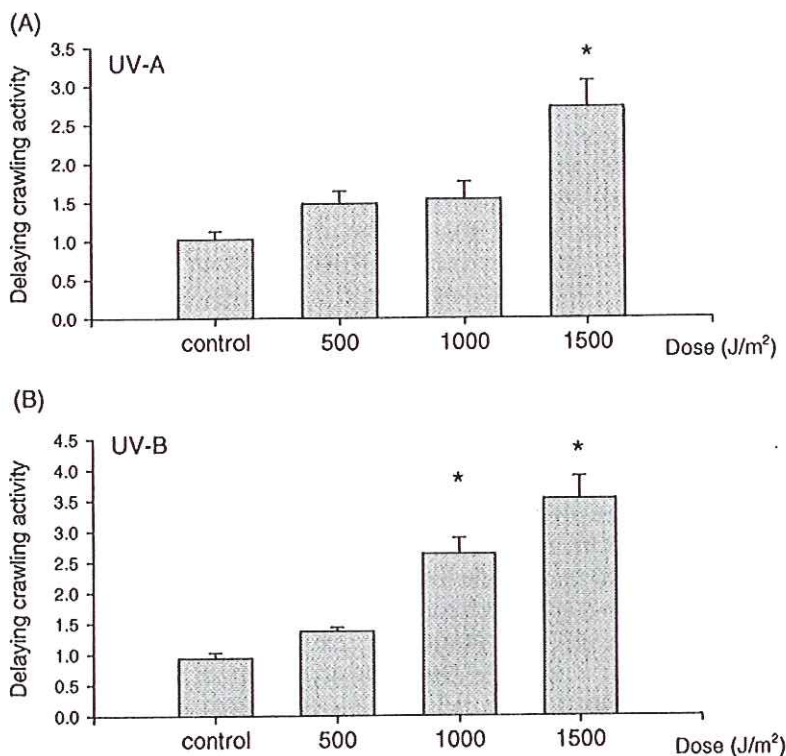 (A)
UV-A
*
Delaying crawling activity
3.5
3.0
2.5
2.0
1.5
1.0
0.5
0.0
control 500 1000 1500 Dose (J/m²)
(B)
UV-B
* *
Delaying crawling activity
4.5
4.0
3.5
3.0
2.5
2.0
1.5
1.0
0.5
0.0
control 500 1000 1500 Dose (J/m²)